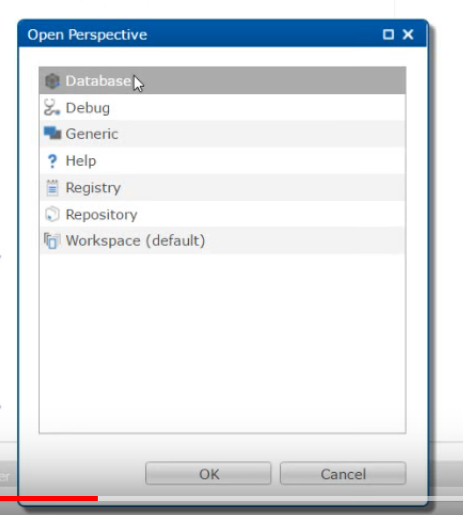 Open Perspective
Database
Debug
Generic
? Help
Registry
Repository
Workspace (default)
OK
Cancel